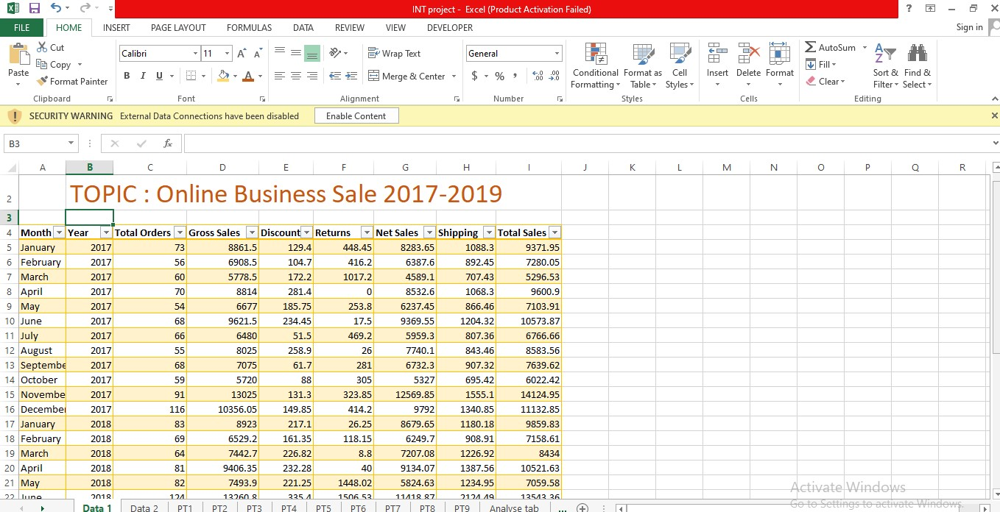 INT project - Excel (Product Activation Failed)
FILE HOME INSERT PAGE LAYOUT FORMULAS DATA REVIEW VIEW DEVELOPER Sign in
Cut Calibri 11 Wrap Text General AutoSum
Paste Copy Fill
Format Painter B I U Merge & Center $ % Clear
Conditional Formatting Format as Table Cell Styles Insert Delete Format Sort & Filter Find & Select
Clipboard Font Alignment Number Styles Cells Editing
SECURITY WARNING External Data Connections have been disabled Enable Content
B3 fx
A B C D E F G H I J K L M N O P Q R
2 TOPIC : Online Business Sale 2017-2019
3
4 Month Year Total Orders Gross Sales Discount Returns Net Sales Shipping Total Sales
5 January 2017 73 8861.5 129.4 448.45 8283.65 1088.3 9371.95
6 February 2017 56 6908.5 104.7 416.2 6387.6 892.45 7280.05
7 March 2017 60 5778.5 172.2 1017.2 4589.1 707.43 5296.53
8 April 2017 70 8814 281.4 0 8532.6 1068.3 9600.9
9 May 2017 54 6677 185.75 253.8 6237.45 866.46 7103.91
10 June 2017 68 9621.5 234.45 17.5 9369.55 1204.32 10573.87
11 July 2017 66 6480 51.5 469.2 5959.3 807.36 6766.66
12 August 2017 55 8025 258.9 26 7740.1 843.46 8583.56
13 Septembe 2017 68 7075 61.7 281 6732.3 907.32 7639.62
14 October 2017 59 5720 88 305 5327 695.42 6022.42
15 Novembe 2017 91 13025 131.3 323.85 12569.85 1555.1 14124.95
16 December 2017 116 10356.05 149.85 414.2 9792 1340.85 11132.85
17 January 2018 83 8923 217.1 26.25 8679.65 1180.18 9859.83
18 February 2018 69 6529.2 161.35 118.15 6249.7 908.91 7158.61
19 March 2018 64 7442.7 226.82 8.8 7207.08 1226.92 8434
20 April 2018 81 9406.35 232.28 40 9134.07 1387.56 10521.63
21 May 2018 82 7493.9 221.25 1448.02 5824.63 1234.95 7059.58
22 June 2018 124 13260.8 335.4 1506.53 11418.87 2124.49 13543.36
Activate Windows
Go to Settings to activate Windows.
Data 1 Data 2 PT1 PT2 PT3 PT4 PT5 PT6 PT7 PT8 PT9 Analyse tab ...